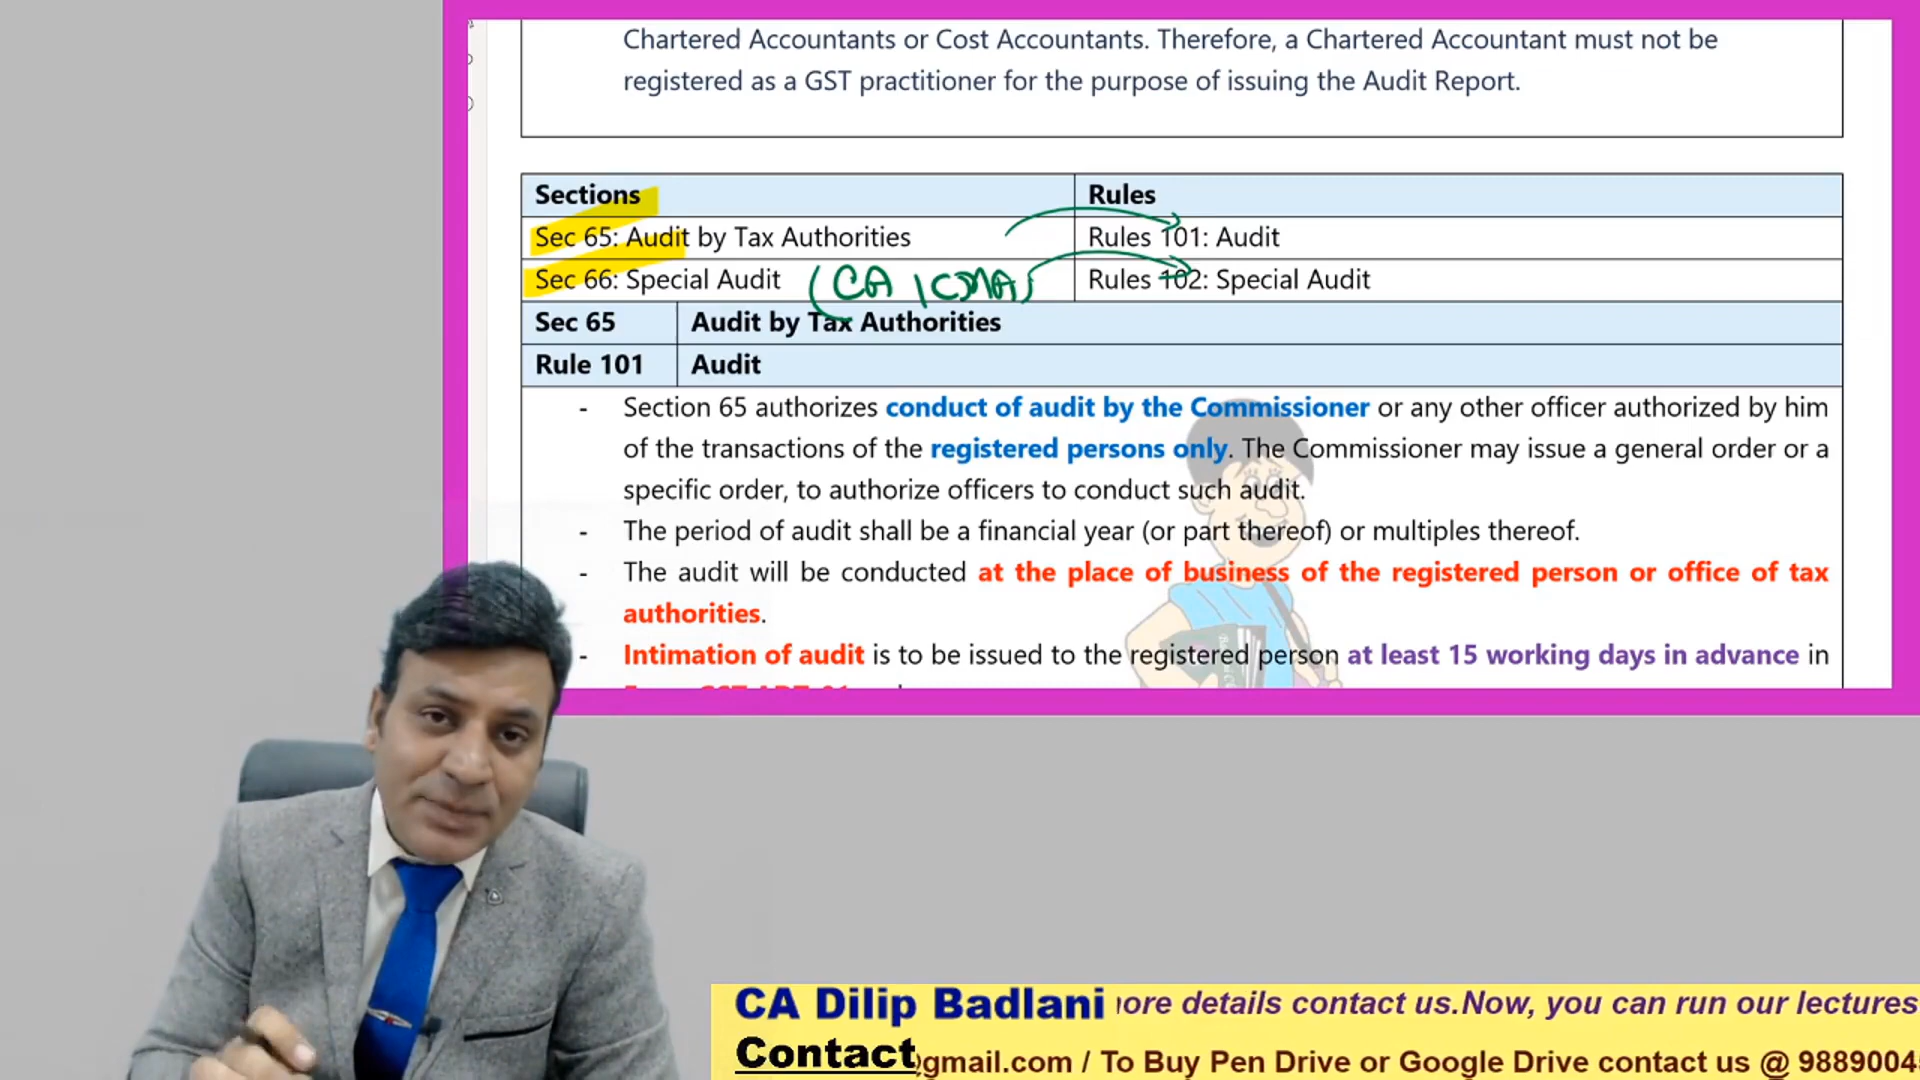 Chartered Accountants or Cost Accountants. Therefore, a Chartered Accountant must not be
registered as a GST practitioner for the purpose of issuing the Audit Report.
Sections Rules
Sec 65: Audit by Tax Authorities Rules 101: Audit
Sec 66: Special Audit (CA / CMA) Rules 102: Special Audit
Sec 65 Audit by Tax Authorities
Rule 101 Audit
- Section 65 authorizes conduct of audit by the Commissioner or any other officer authorized by him
of the transactions of the registered persons only. The Commissioner may issue a general order or a
specific order, to authorize officers to conduct such audit.
- The period of audit shall be a financial year (or part thereof) or multiples thereof.
- The audit will be conducted at the place of business of the registered person or office of tax
authorities.
- Intimation of audit is to be issued to the registered person at least 15 working days in advance in
CA Dilip Badlani more details contact us.Now, you can run our lectures
Contact @gmail.com / To Buy Pen Drive or Google Drive contact us @ 9889004